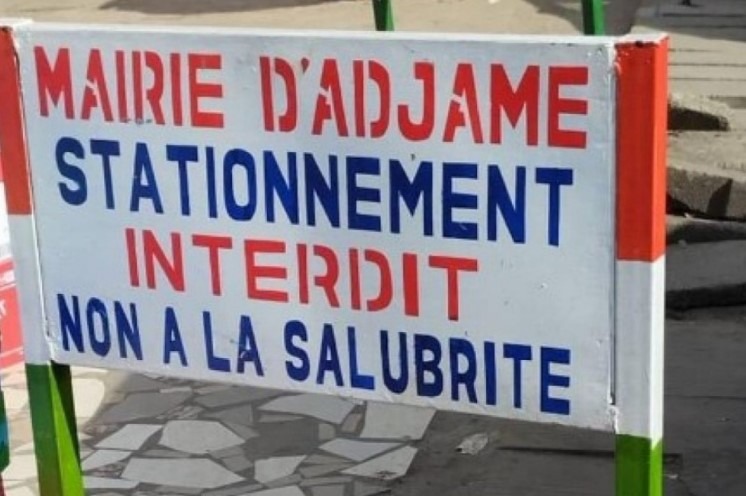 MAIRIE D'ADJAME
STATIONNEMENT
INTERDIT
NON A LA SALUBRITE